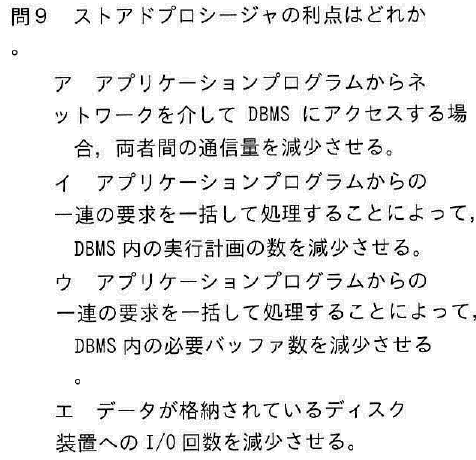 問９　ストアドプロシージャの利点はどれか
。
ア　アプリケーションプログラムからネ
ットワークを介して DBMS にアクセスする場
合，両者間の通信量を減少させる。
イ　アプリケーションプログラムからの
一連の要求を一括して処理することによって，
DBMS 内の実行計画の数を減少させる。
ウ　アプリケーションプログラムからの
一連の要求を一括して処理することによって，
DBMS 内の必要バッファ数を減少させる
。
エ　データが格納されているディスク
装置への I/O 回数を減少させる。